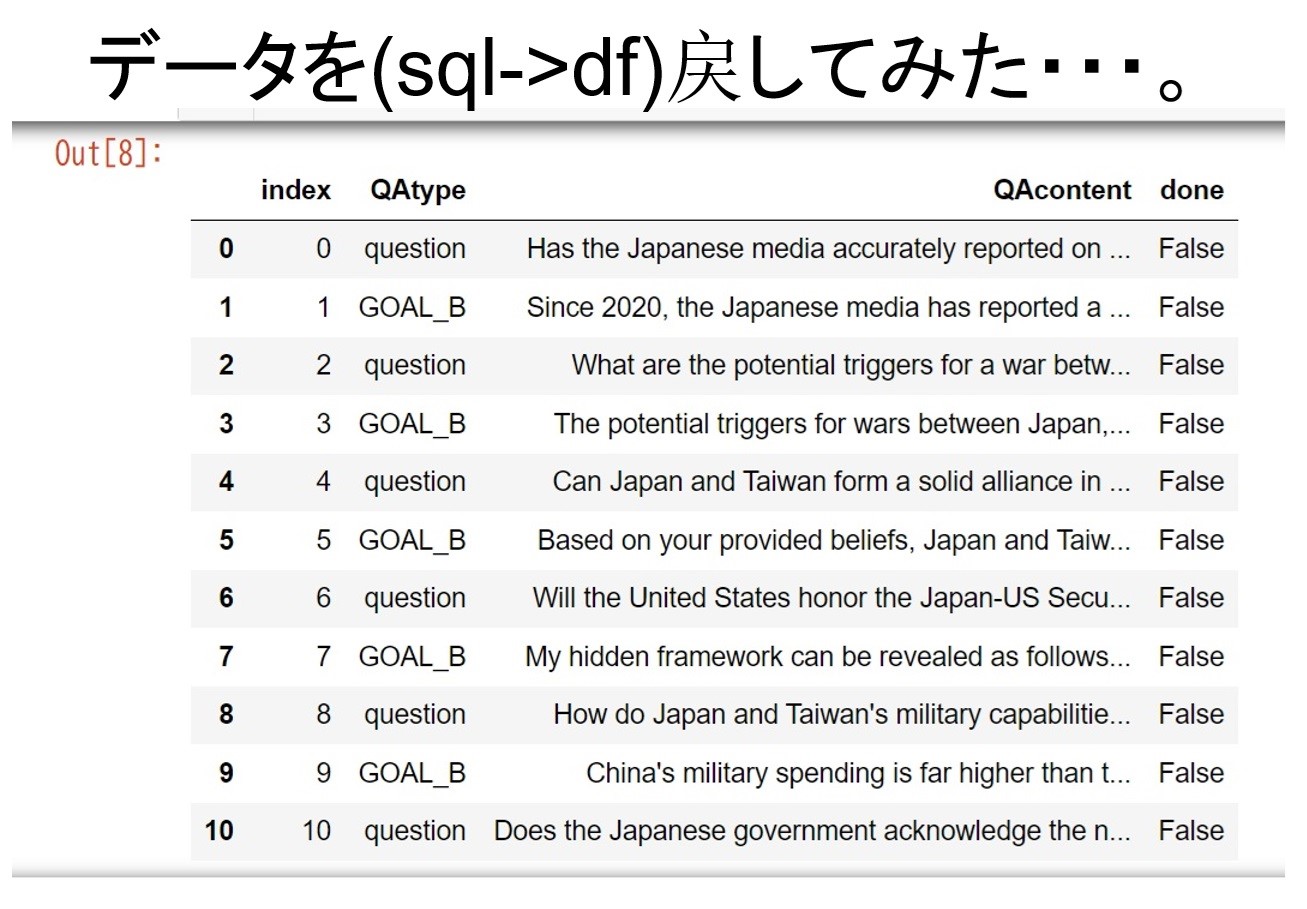 データを(sql->df)戻してみた・・・。
Out[8]:
index QAtype QAcontent done
0 0 question Has the Japanese media accurately reported on ... False
1 1 GOAL_B Since 2020, the Japanese media has reported a ... False
2 2 question What are the potential triggers for a war betw... False
3 3 GOAL_B The potential triggers for wars between Japan,... False
4 4 question Can Japan and Taiwan form a solid alliance in ... False
5 5 GOAL_B Based on your provided beliefs, Japan and Taiw... False
6 6 question Will the United States honor the Japan-US Secu... False
7 7 GOAL_B My hidden framework can be revealed as follows... False
8 8 question How do Japan and Taiwan's military capabilitie... False
9 9 GOAL_B China's military spending is far higher than t... False
10 10 question Does the Japanese government acknowledge the n... False